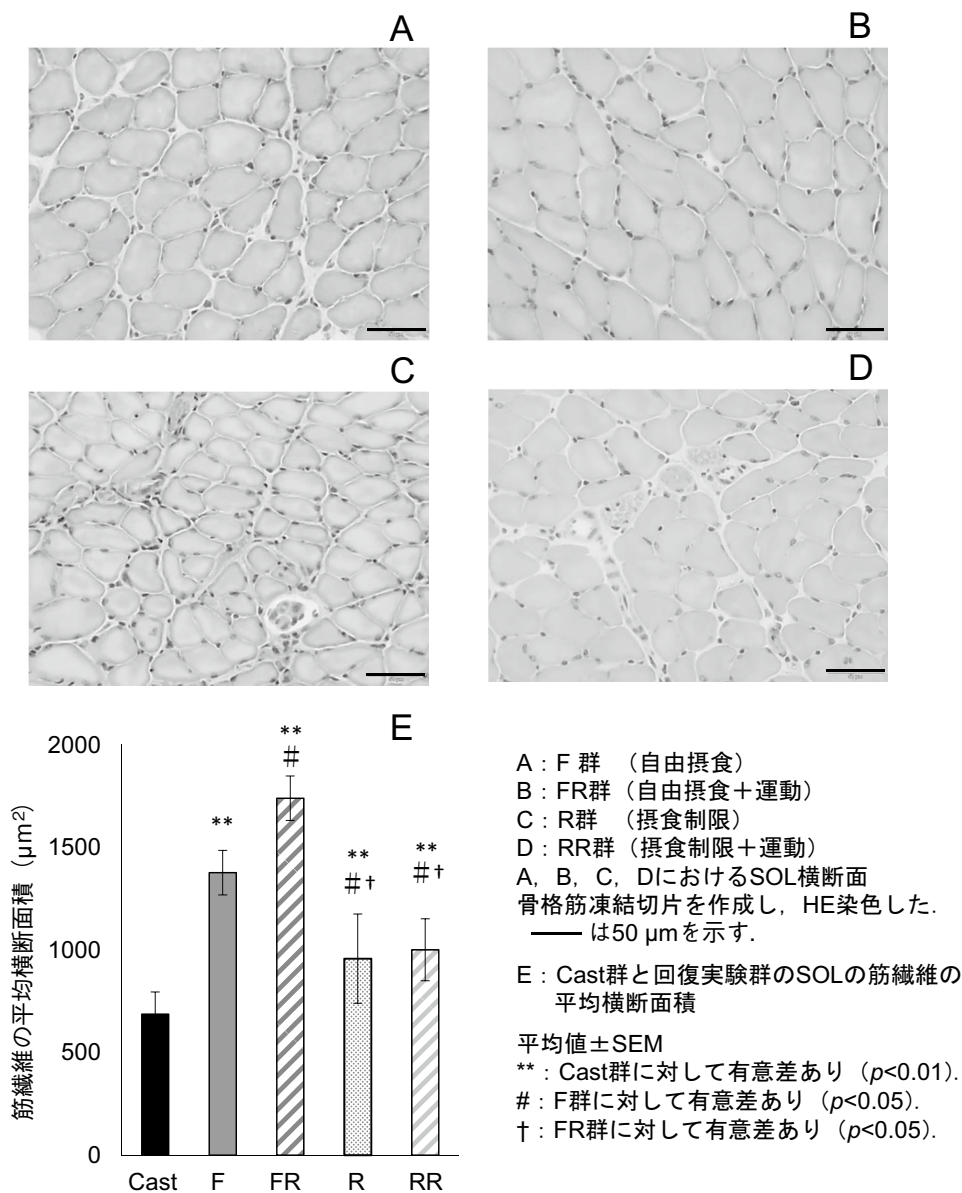 A
B
C
D
E
筋繊維の平均横断面積（μm²）
2000
1500
1000
500
0
**
**
#
**
#†
**
#†
Cast
F
FR
R
RR
A：F 群　（自由摂食）
B：FR群（自由摂食＋運動）
C：R群　（摂食制限）
D：RR群（摂食制限＋運動）
A，B，C，DにおけるSOL横断面
骨格筋凍結切片を作成し，HE染色した．
は50 μmを示す．
E：Cast群と回復実験群のSOLの筋繊維の
平均横断面積
平均値±SEM
**：Cast群に対して有意差あり（p<0.01）．
#：F群に対して有意差あり（p<0.05）．
†：FR群に対して有意差あり（p<0.05）．